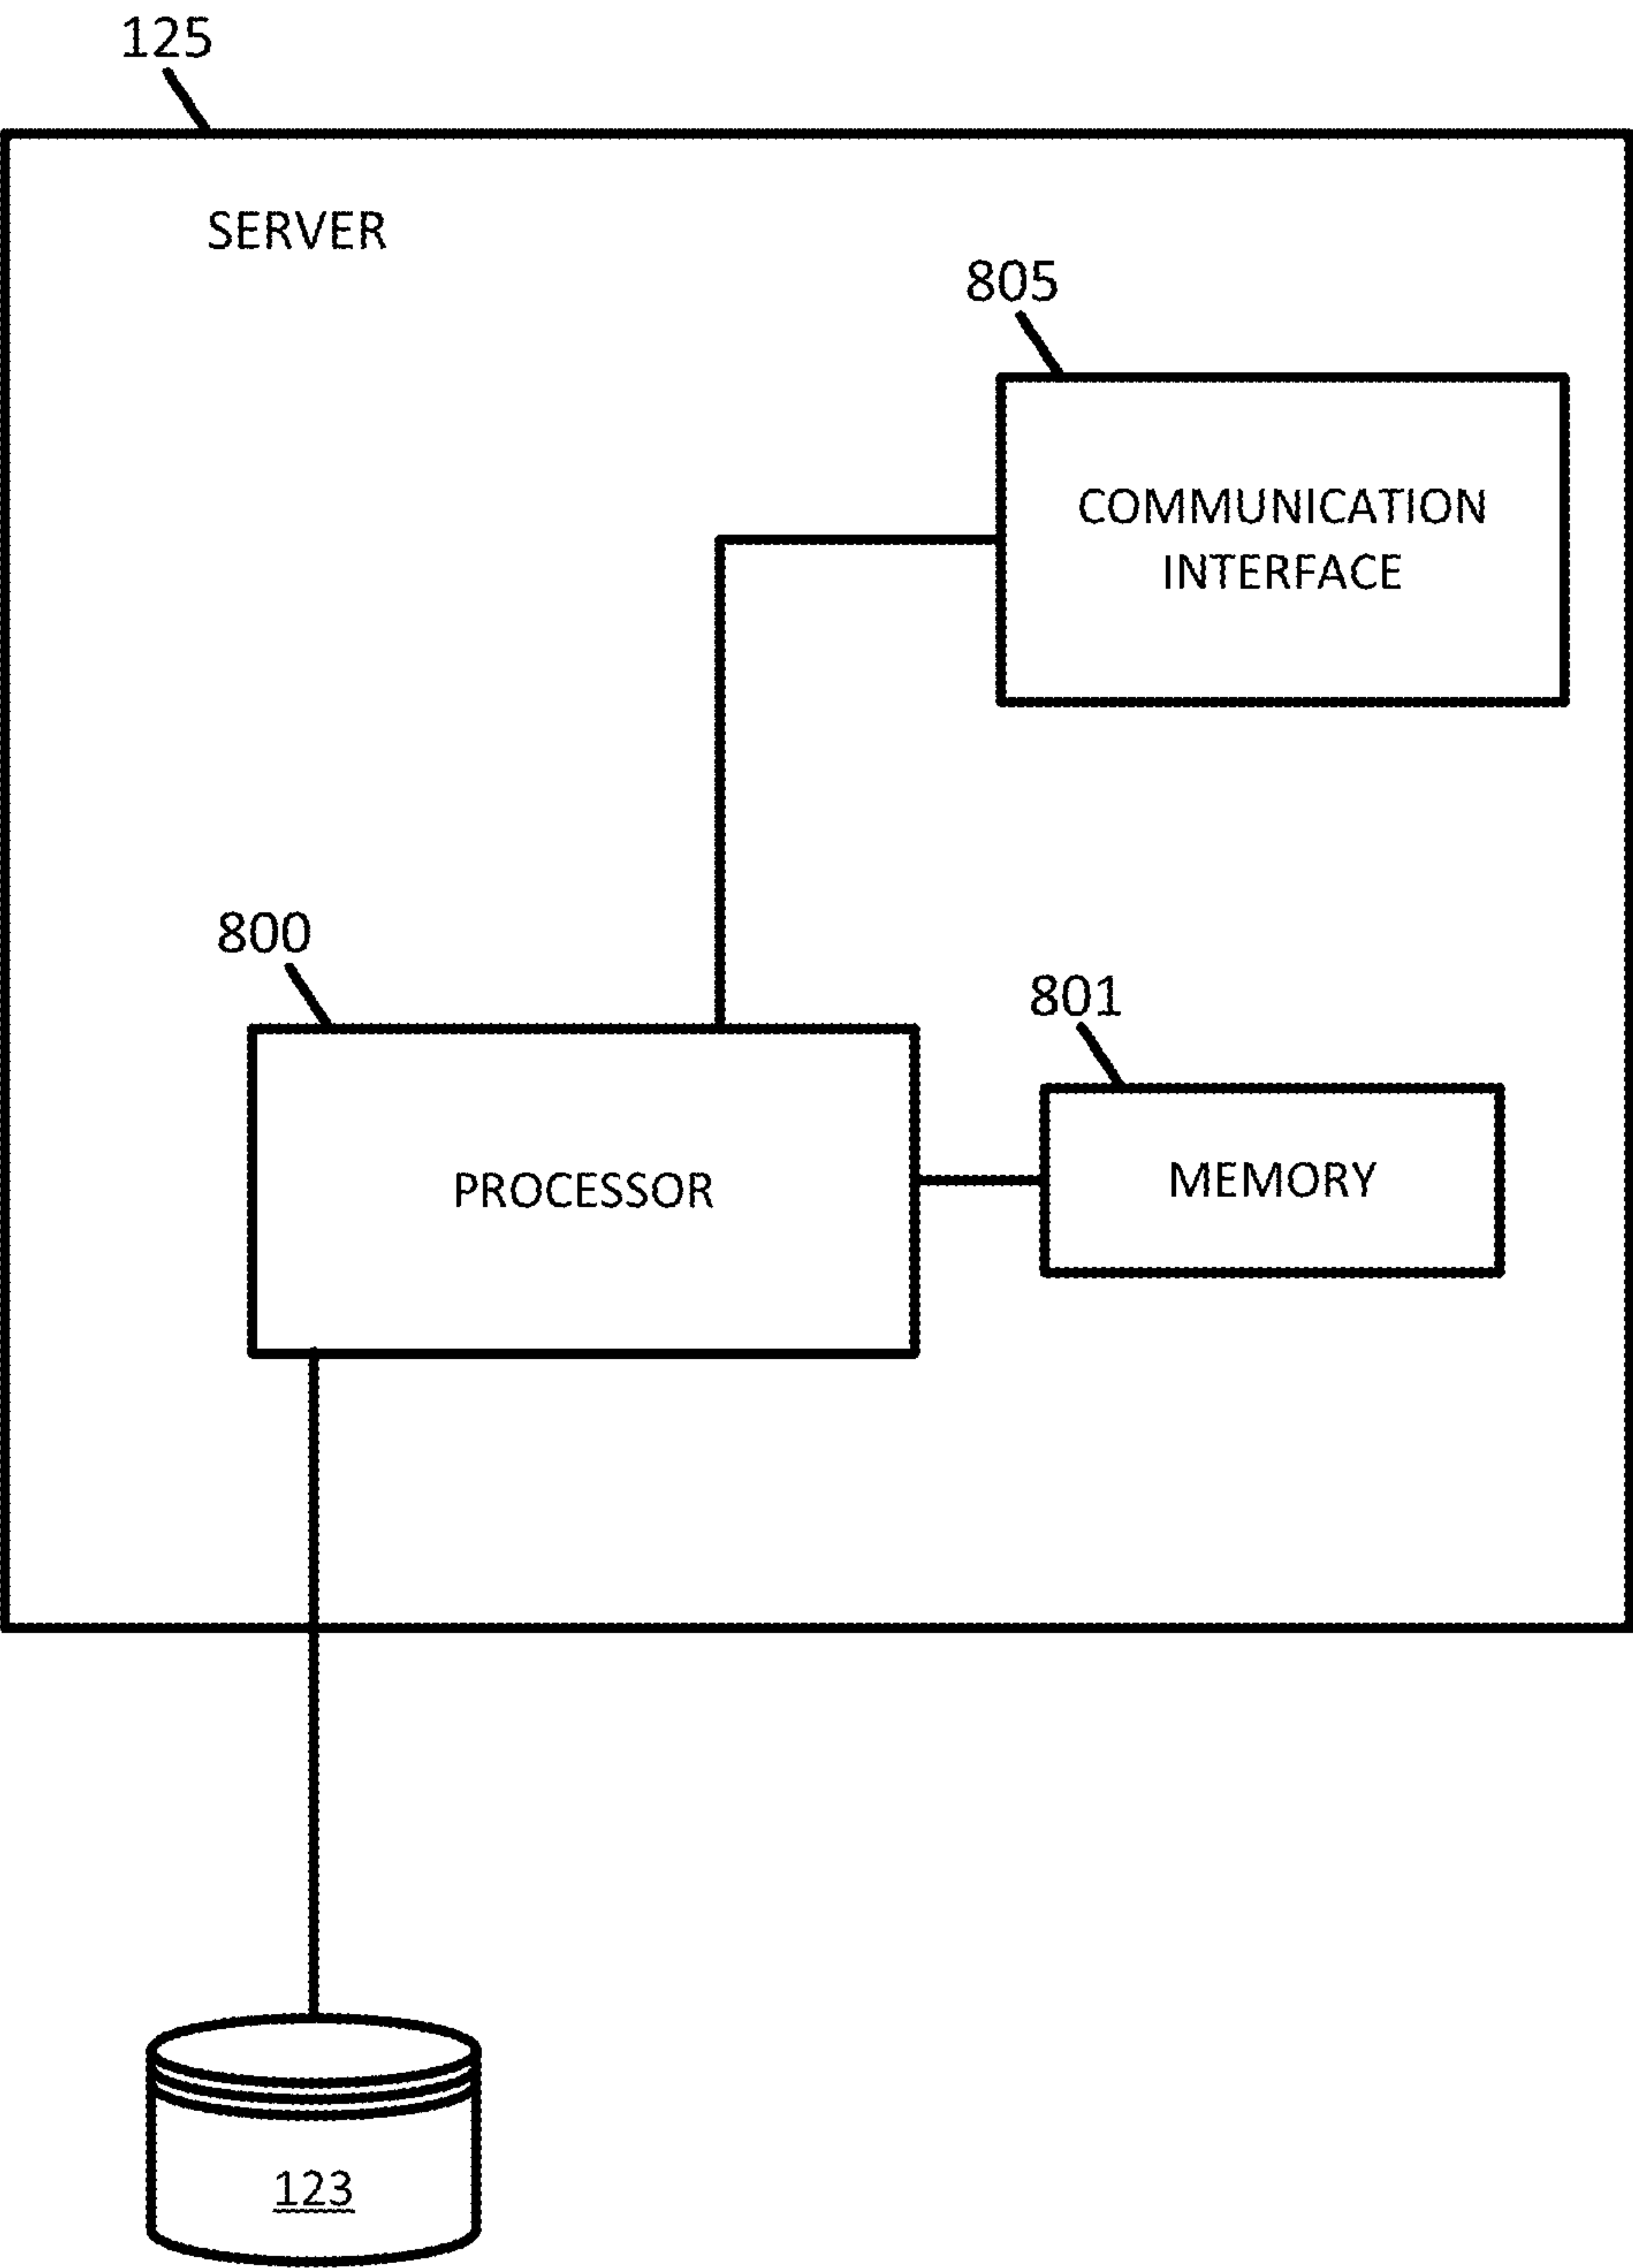 125
SERVER
805
COMMUNICATION
INTERFACE
800
801
PROCESSOR
MEMORY
123